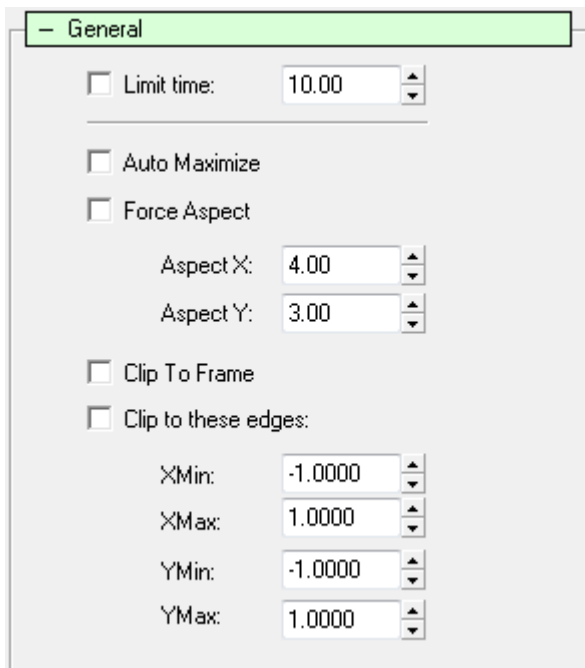 – General
Limit time: 10.00
Auto Maximize
Force Aspect
Aspect X: 4.00
Aspect Y: 3.00
Clip To Frame
Clip to these edges:
XMin: -1.0000
XMax: 1.0000
YMin: -1.0000
YMax: 1.0000